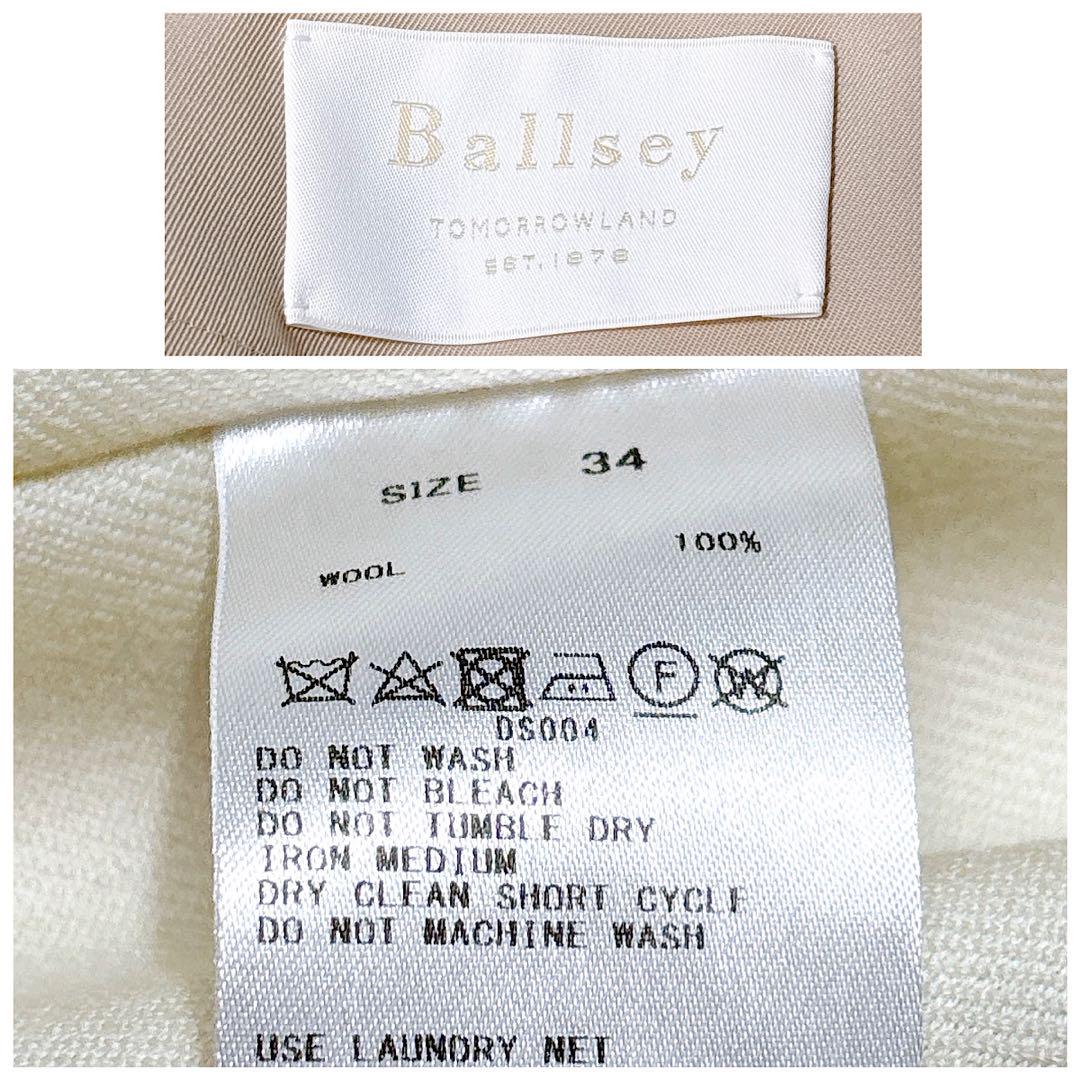 Ballsey
TOMORROWLAND
EST. 1978
SIZE 34
WOOL 100%
F W
DS004
DO NOT WASH
DO NOT BLEACH
DO NOT TUMBLE DRY
IRON MEDIUM
DRY CLEAN SHORT CYCLE
DO NOT MACHINE WASH
USE LAUNDRY NET